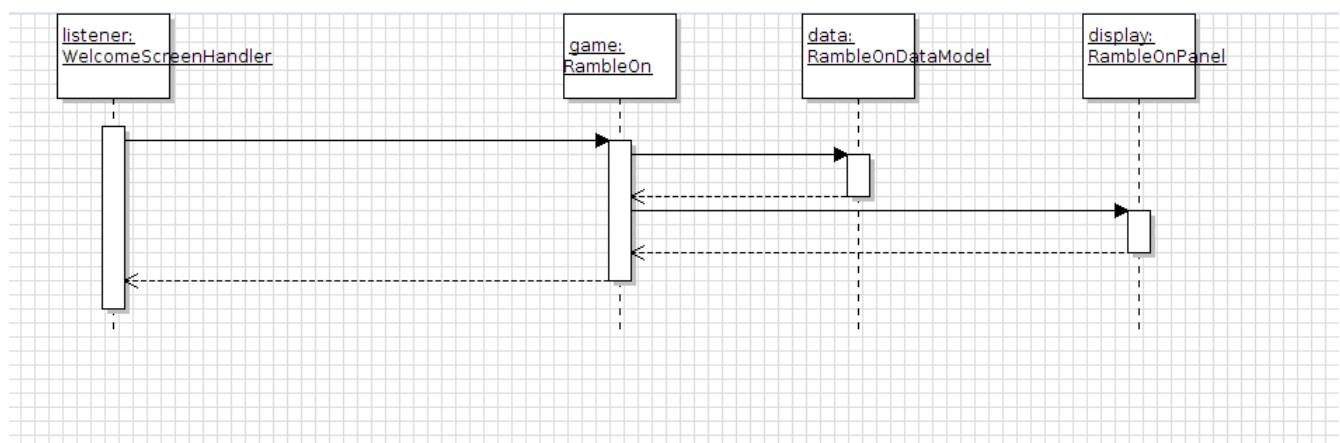 listener:
WelcomeScreenHandler
game:
RambleOn
data:
RambleOnDataModel
display:
RambleOnPanel